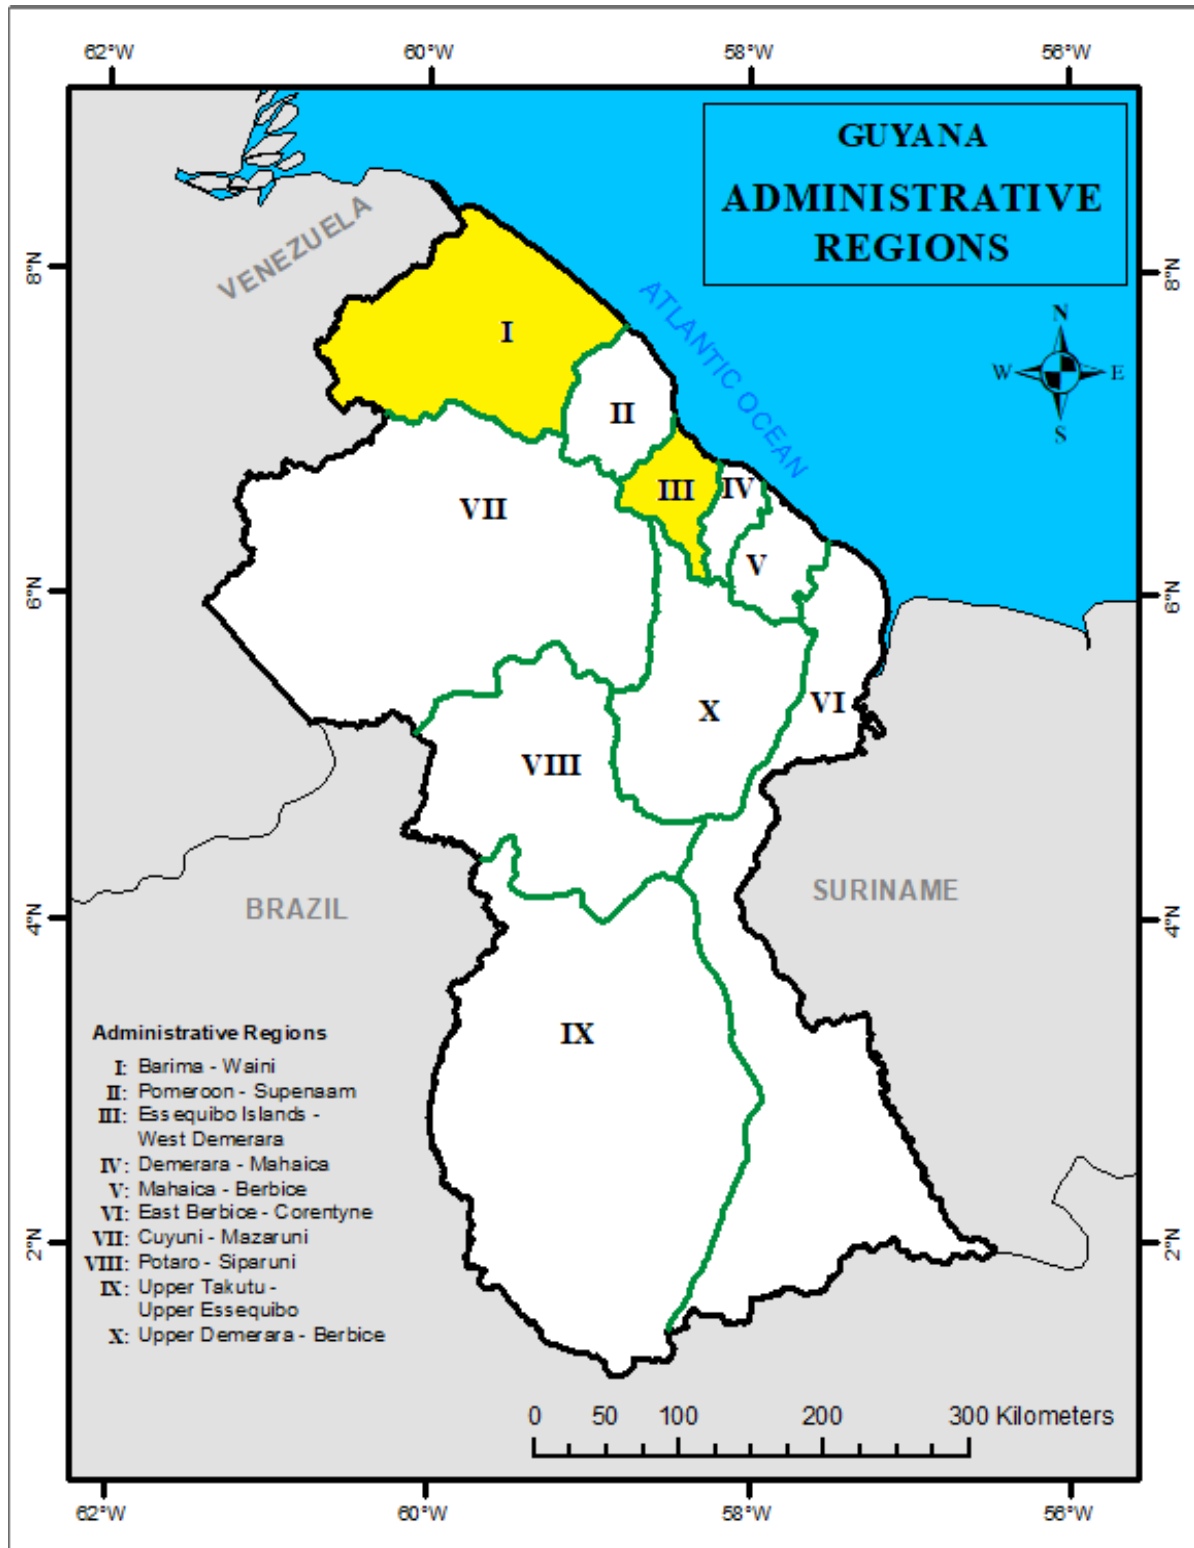 62°W 60°W 58°W 56°W
GUYANA
ADMINISTRATIVE
REGIONS
VENEZUELA
8°N
8°N
ATLANTIC OCEAN
N
W E
S
I
II
III
IV
V
VI
VII
VIII
IX
X
6°N
6°N
BRAZIL
SURINAME
4°N
4°N
Administrative Regions
I: Barima - Waini
II: Pomeroon - Supenaam
III: Essequibo Islands -
West Demerara
IV: Demerara - Mahaica
V: Mahaica - Berbice
VI: East Berbice - Corentyne
VII: Cuyuni - Mazaruni
VIII: Potaro - Siparuni
IX: Upper Takutu -
Upper Essequibo
X: Upper Demerara - Berbice
2°N
2°N
0 50 100 200 300 Kilometers
62°W 60°W 58°W 56°W